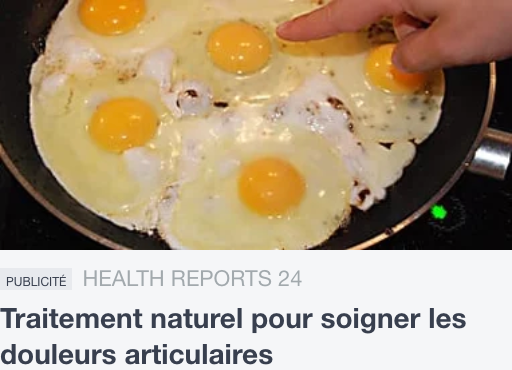 PUBLICITÉ HEALTH REPORTS 24
Traitement naturel pour soigner les
douleurs articulaires